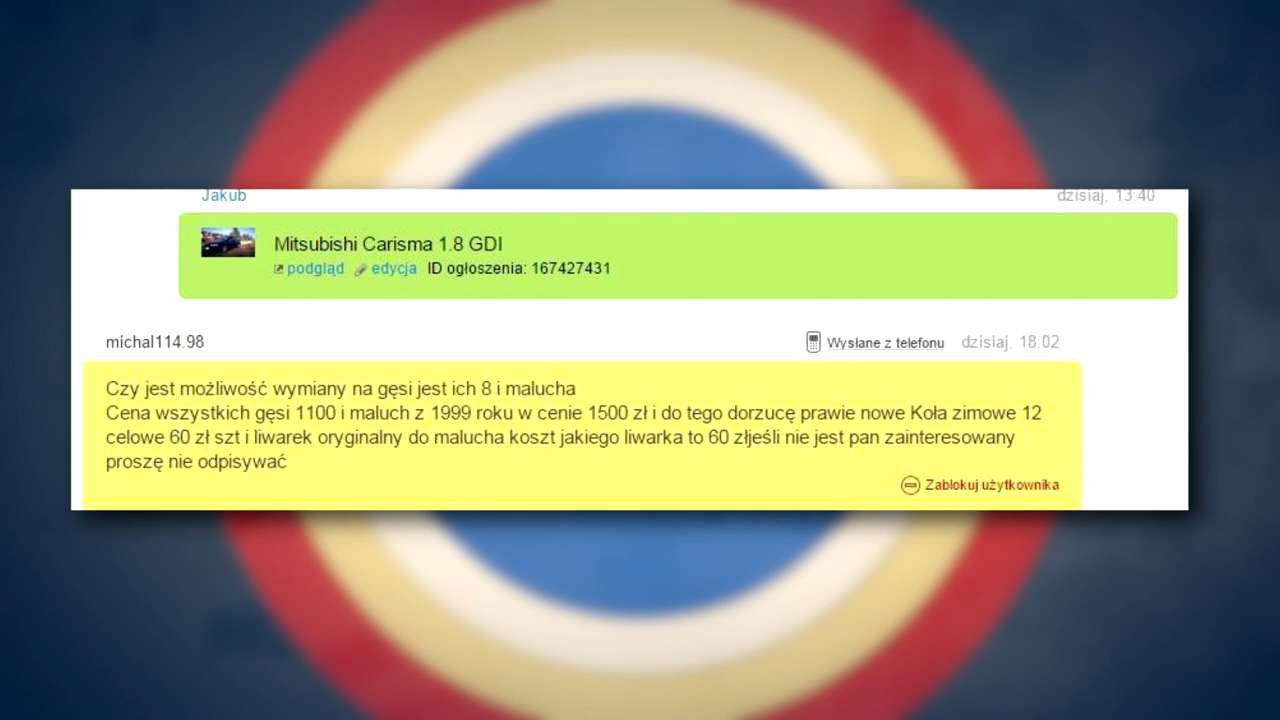 Jakub dzisiaj, 13:40
Mitsubishi Carisma 1.8 GDI
podgląd edycja ID ogłoszenia: 167427431
michal114.98 Wysłane z telefonu dzisiaj, 18:02
Czy jest możliwość wymiany na gęsi jest ich 8 i malucha
Cena wszystkich gęsi 1100 i maluch z 1999 roku w cenie 1500 zł i do tego dorzucę prawie nowe Koła zimowe 12
celowe 60 zł szt i liwarek oryginalny do malucha koszt jakiego liwarka to 60 złjeśli nie jest pan zainteresowany
proszę nie odpisywać
Zablokuj użytkownika